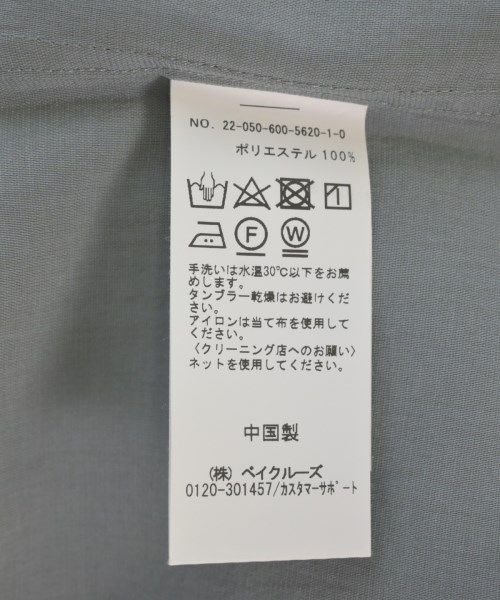 NO. 22-050-600-5620-1-0
ポリエステル 100%
F
W
手洗いは水温30℃以下をお薦
めします。
タンブラー乾燥はお避けくだ
さい。
アイロンは当て布を使用して
ください。
〈クリーニング店へのお願い〉
ネットを使用してください。
中国製
(株) ベイクルーズ
0120-301457/カスタマーサポート